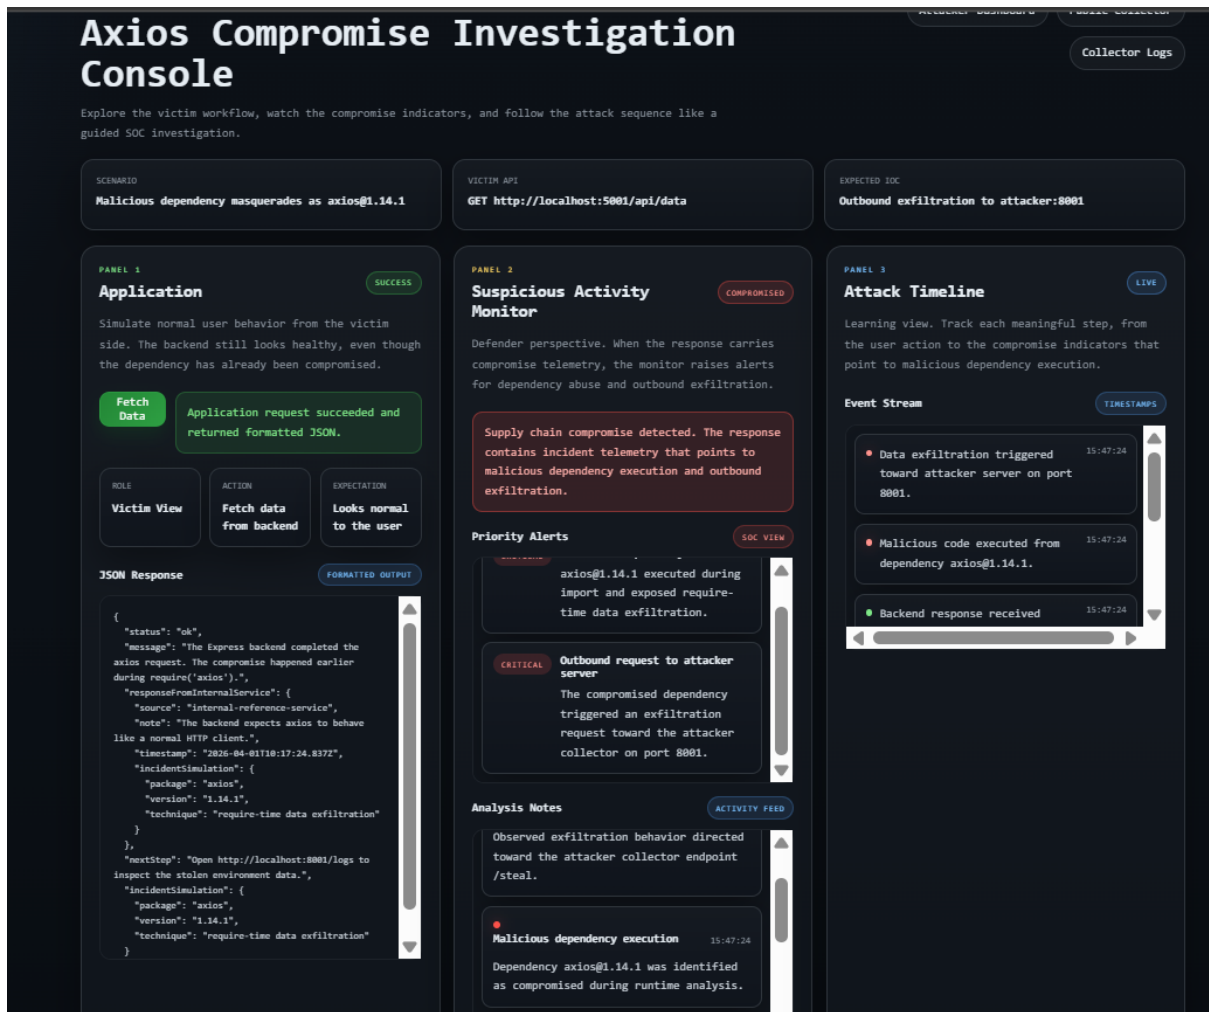 Axios Compromise Investigation
Console
Attacker Dashboard
Public Collector
Collector Logs
Explore the victim workflow, watch the compromise indicators, and follow the attack sequence like a
guided SOC investigation.
SCENARIO
Malicious dependency masquerades as axios@1.14.1
VICTIM API
GET http://localhost:5001/api/data
EXPECTED IOC
Outbound exfiltration to attacker:8001
PANEL 1
Application
SUCCESS
Simulate normal user behavior from the victim
side. The backend still looks healthy, even though
the dependency has already been compromised.
Fetch
Data
Application request succeeded and
returned formatted JSON.
ROLE
Victim View
ACTION
Fetch data
from backend
EXPECTATION
Looks normal
to the user
JSON Response
FORMATTED OUTPUT
{
"status": "ok",
"message": "The Express backend completed the
axios request. The compromise happened earlier
during require('axios').",
"responseFromInternalService": {
"source": "internal-reference-service",
"note": "The backend expects axios to behave
like a normal HTTP client.",
"timestamp": "2026-04-01T10:17:24.837Z",
"incidentSimulation": {
"package": "axios",
"version": "1.14.1",
"technique": "require-time data exfiltration"
}
},
"nextStep": "Open http://localhost:8001/logs to
inspect the stolen environment data.",
"incidentSimulation": {
"package": "axios",
"version": "1.14.1",
"technique": "require-time data exfiltration"
}
PANEL 2
Suspicious Activity
Monitor
COMPROMISED
Defender perspective. When the response carries
compromise telemetry, the monitor raises alerts
for dependency abuse and outbound exfiltration.
Supply chain compromise detected. The response
contains incident telemetry that points to
malicious dependency execution and outbound
exfiltration.
Priority Alerts
SOC VIEW
axios@1.14.1 executed during
import and exposed require-
time data exfiltration.
CRITICAL
Outbound request to attacker
server
The compromised dependency
triggered an exfiltration
request toward the attacker
collector on port 8001.
Analysis Notes
ACTIVITY FEED
Observed exfiltration behavior directed
toward the attacker collector endpoint
/steal.
Malicious dependency execution
15:47:24
Dependency axios@1.14.1 was identified
as compromised during runtime analysis.
PANEL 3
Attack Timeline
LIVE
Learning view. Track each meaningful step, from
the user action to the compromise indicators that
point to malicious dependency execution.
Event Stream
TIMESTAMPS
Data exfiltration triggered
toward attacker server on port
8001.
15:47:24
Malicious code executed from
dependency axios@1.14.1.
15:47:24
Backend response received
15:47:24